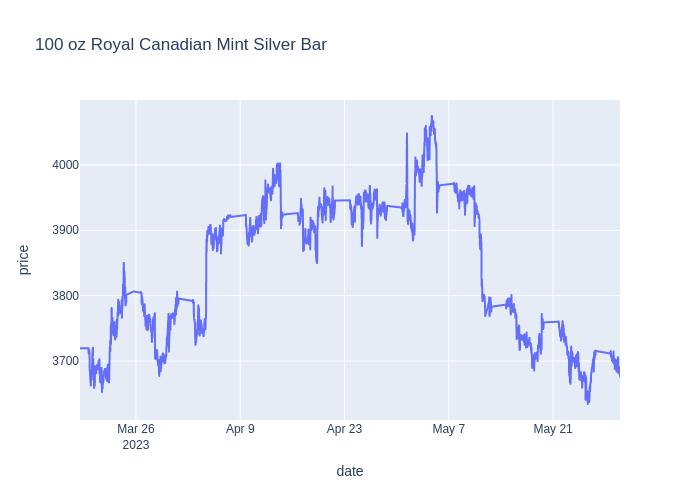 100 oz Royal Canadian Mint Silver Bar
price
4000
3900
3800
3700
Mar 26
2023
Apr 9
Apr 23
May 7
May 21
date